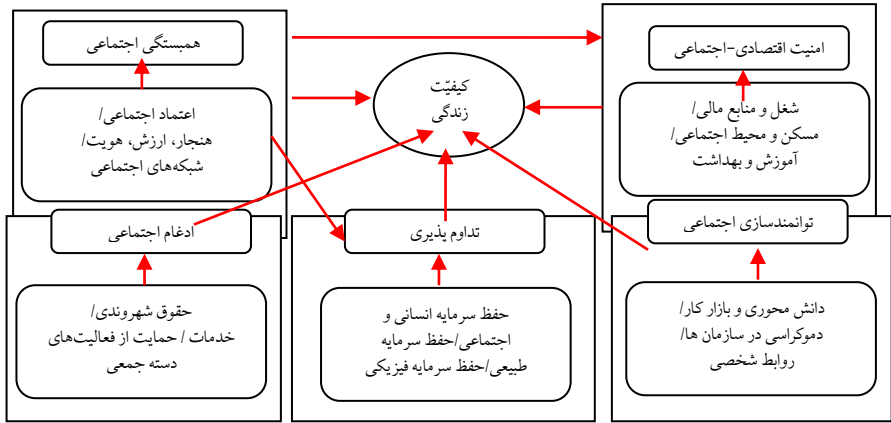 امنیت اقتصادی-اجتماعی
شغل و منابع مالی/
مسکن و محیط اجتماعی/
آموزش و بهداشت
کیفیّت
زندگی
همبستگی اجتماعی
اعتماد اجتماعی/
هنجار، ارزش، هویت/
شبکه‌های اجتماعی
توانمندسازی اجتماعی
دانش محوری و بازار کار/
دموکراسی در سازمان ها/
روابط شخصی
تداوم پذیری
حفظ سرمایه انسانی و
اجتماعی/حفظ سرمایه
طبیعی/حفظ سرمایه فیزیکی
ادغام اجتماعی
حقوق شهروندی/
خدمات / حمایت از فعالیت‌های
دسته جمعی